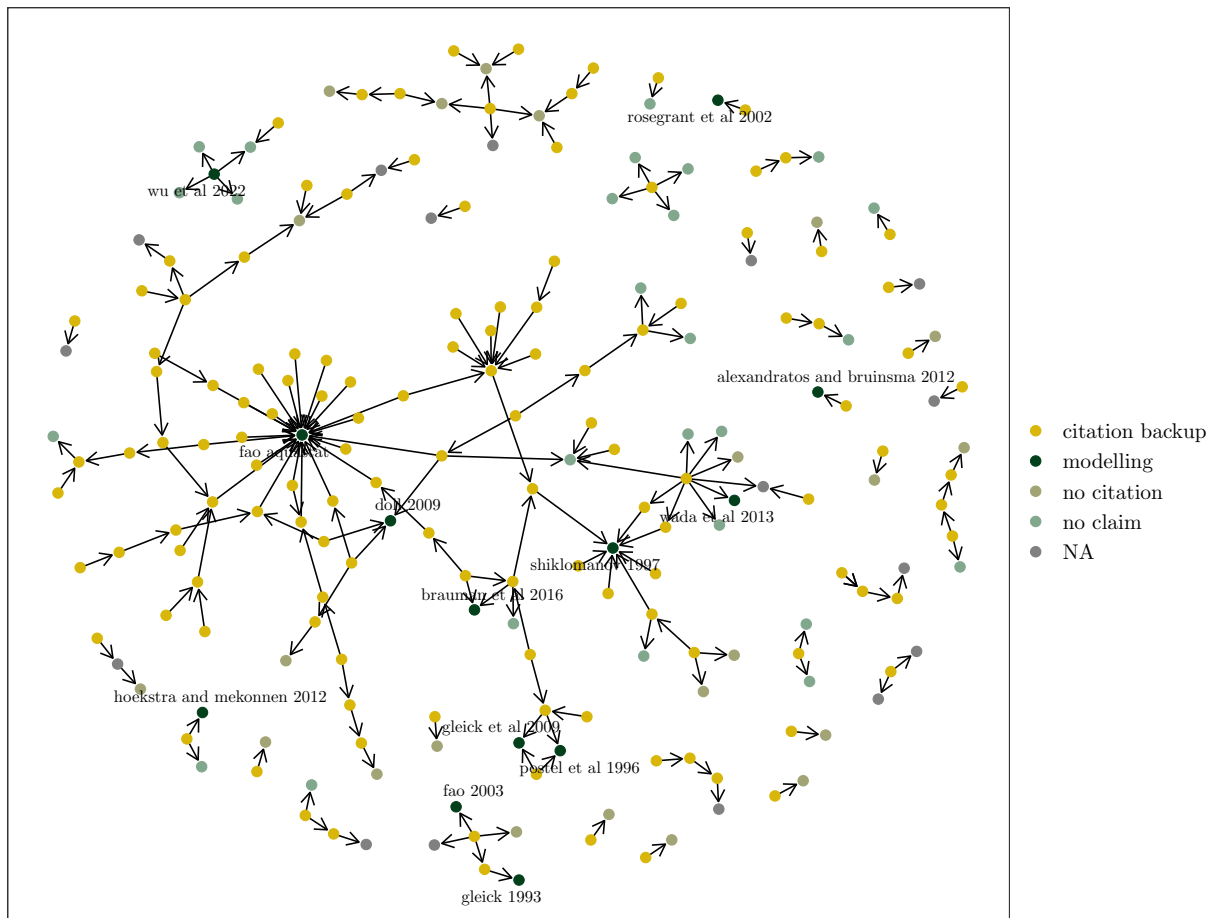 rosegrant et al 2002
wu et al 2022
alexandratos and bruinsma 2012
fao aquastat
doll 2009
wada et al 2013
shiklomanov 1997
brauman et al 2016
hoekstra and mekonnen 2012
gleick et al 2009
postel et al 1996
fao 2003
gleick 1993
citation backup
modelling
no citation
no claim
NA